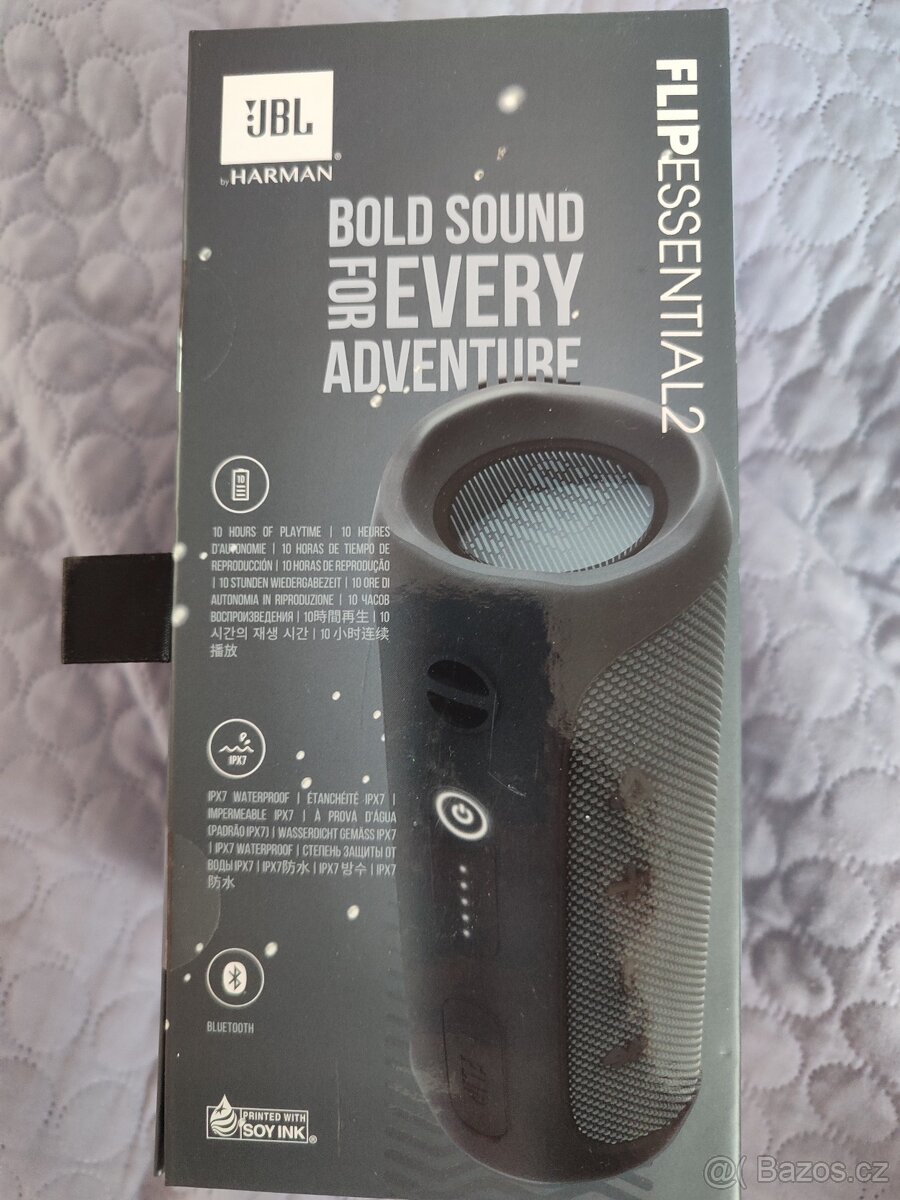 JBL
by HARMAN®
FLIPESSENTIAL2
BOLD SOUND
FOR EVERY
ADVENTURE
10
10 HOURS OF PLAYTIME | 10 HEURES
D'AUTONOMIE | 10 HORAS DE TIEMPO DE
REPRODUCCIÓN | 10 HORAS DE REPRODUÇÃO
| 10 STUNDEN WIEDERGABEZEIT | 10 ORE DI
AUTONOMIA IN RIPRODUZIONE | 10 ЧАСОВ
ВОСПРОИЗВЕДЕНИЯ | 10時間再生 | 10
시간의 재생 시간 | 10 小时连续
播放
IPX7
IPX7 WATERPROOF | ÉTANCHÉITÉ IPX7 |
IMPERMEABLE IPX7 | À PROVA D'ÁGUA
(PADRÃO IPX7) | WASSERDICHT GEMÄSS IPX7
| IPX7 WATERPROOF | СТЕПЕНЬ ЗАЩИТЫ ОТ
ВОДЫ IPX7 | IPX7防水 | IPX7 방수 | IPX7
防水
BLUETOOTH
PRINTED WITH
SOY INK®
@( Bazos.cz